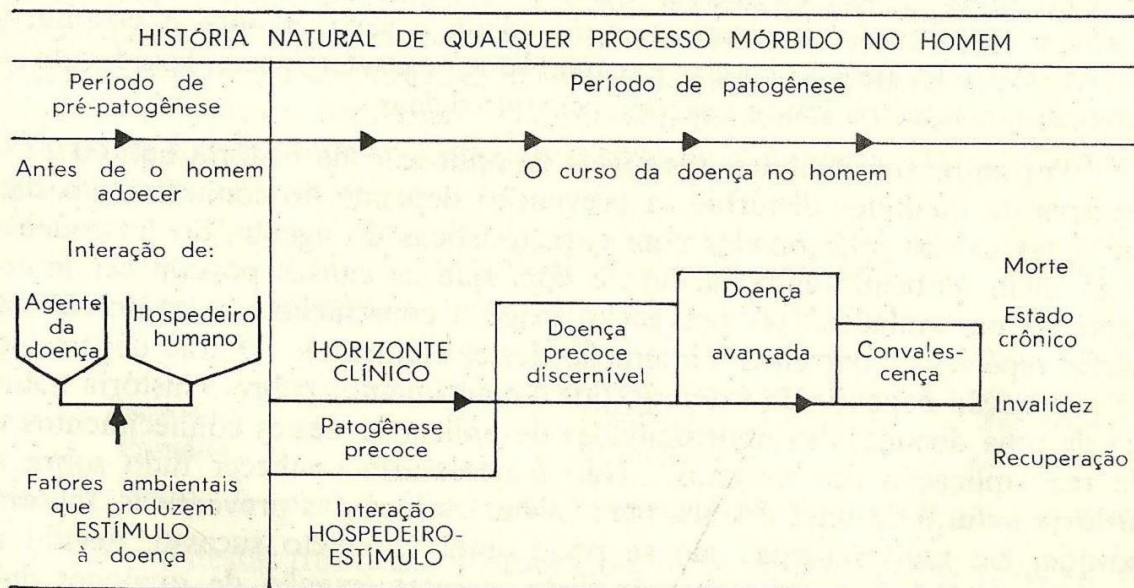 HISTÓRIA NATURAL DE QUALQUER PROCESSO MÓRBIDO NO HOMEM
Período de
pré-patogênese
Período de patogênese
Antes de o homem
adoecer
O curso da doença no homem
Interação de:
Agente
da
doença
Hospedeiro
humano
Fatores ambientais
que produzem
ESTÍMULO
à doença
HORIZONTE
CLÍNICO
Patogênese
precoce
Interação
HOSPEDEIRO-
ESTÍMULO
Doença
precoce
discernível
Doença
avançada
Convales-
cença
Morte
Estado
crônico
Invalidez
Recuperação